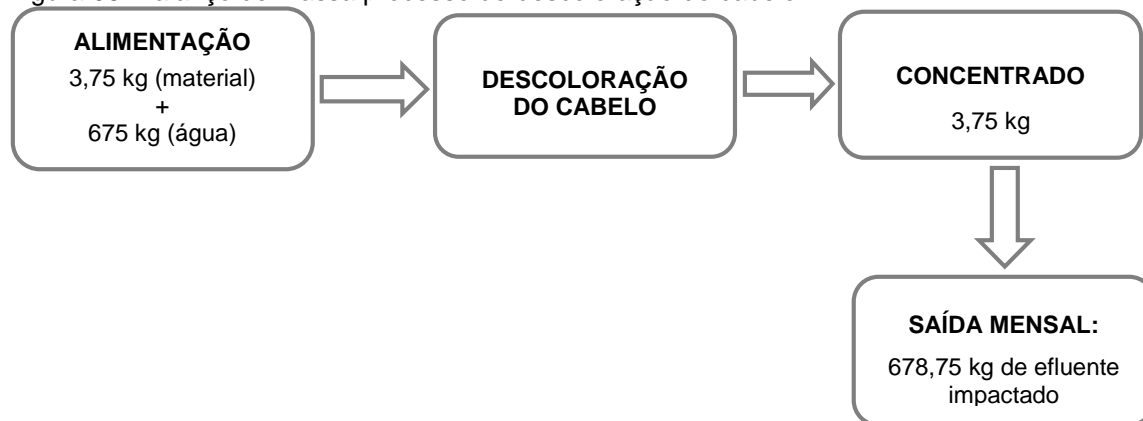 ALIMENTAÇÃO
3,75 kg (material)
+
675 kg (água)
DESCOLORAÇÃO
DO CABELO
CONCENTRADO
3,75 kg
SAÍDA MENSAL:
678,75 kg de efluente
impactado